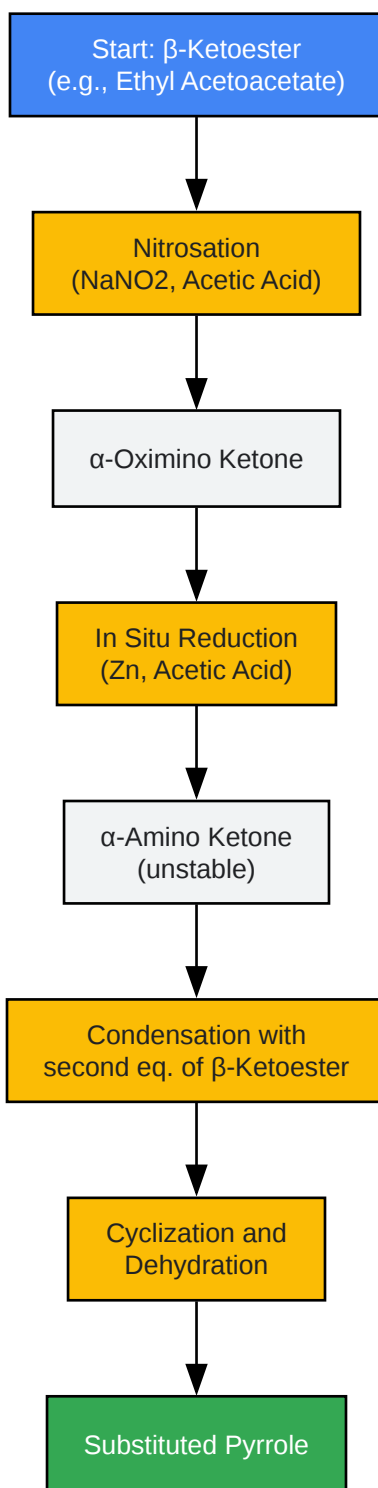 Start: β-Ketoester
(e.g., Ethyl Acetoacetate)
Nitrosation
(NaNO2, Acetic Acid)
α-Oximino Ketone
In Situ Reduction
(Zn, Acetic Acid)
α-Amino Ketone
(unstable)
Condensation with
second eq. of β-Ketoester
Cyclization and
Dehydration
Substituted Pyrrole